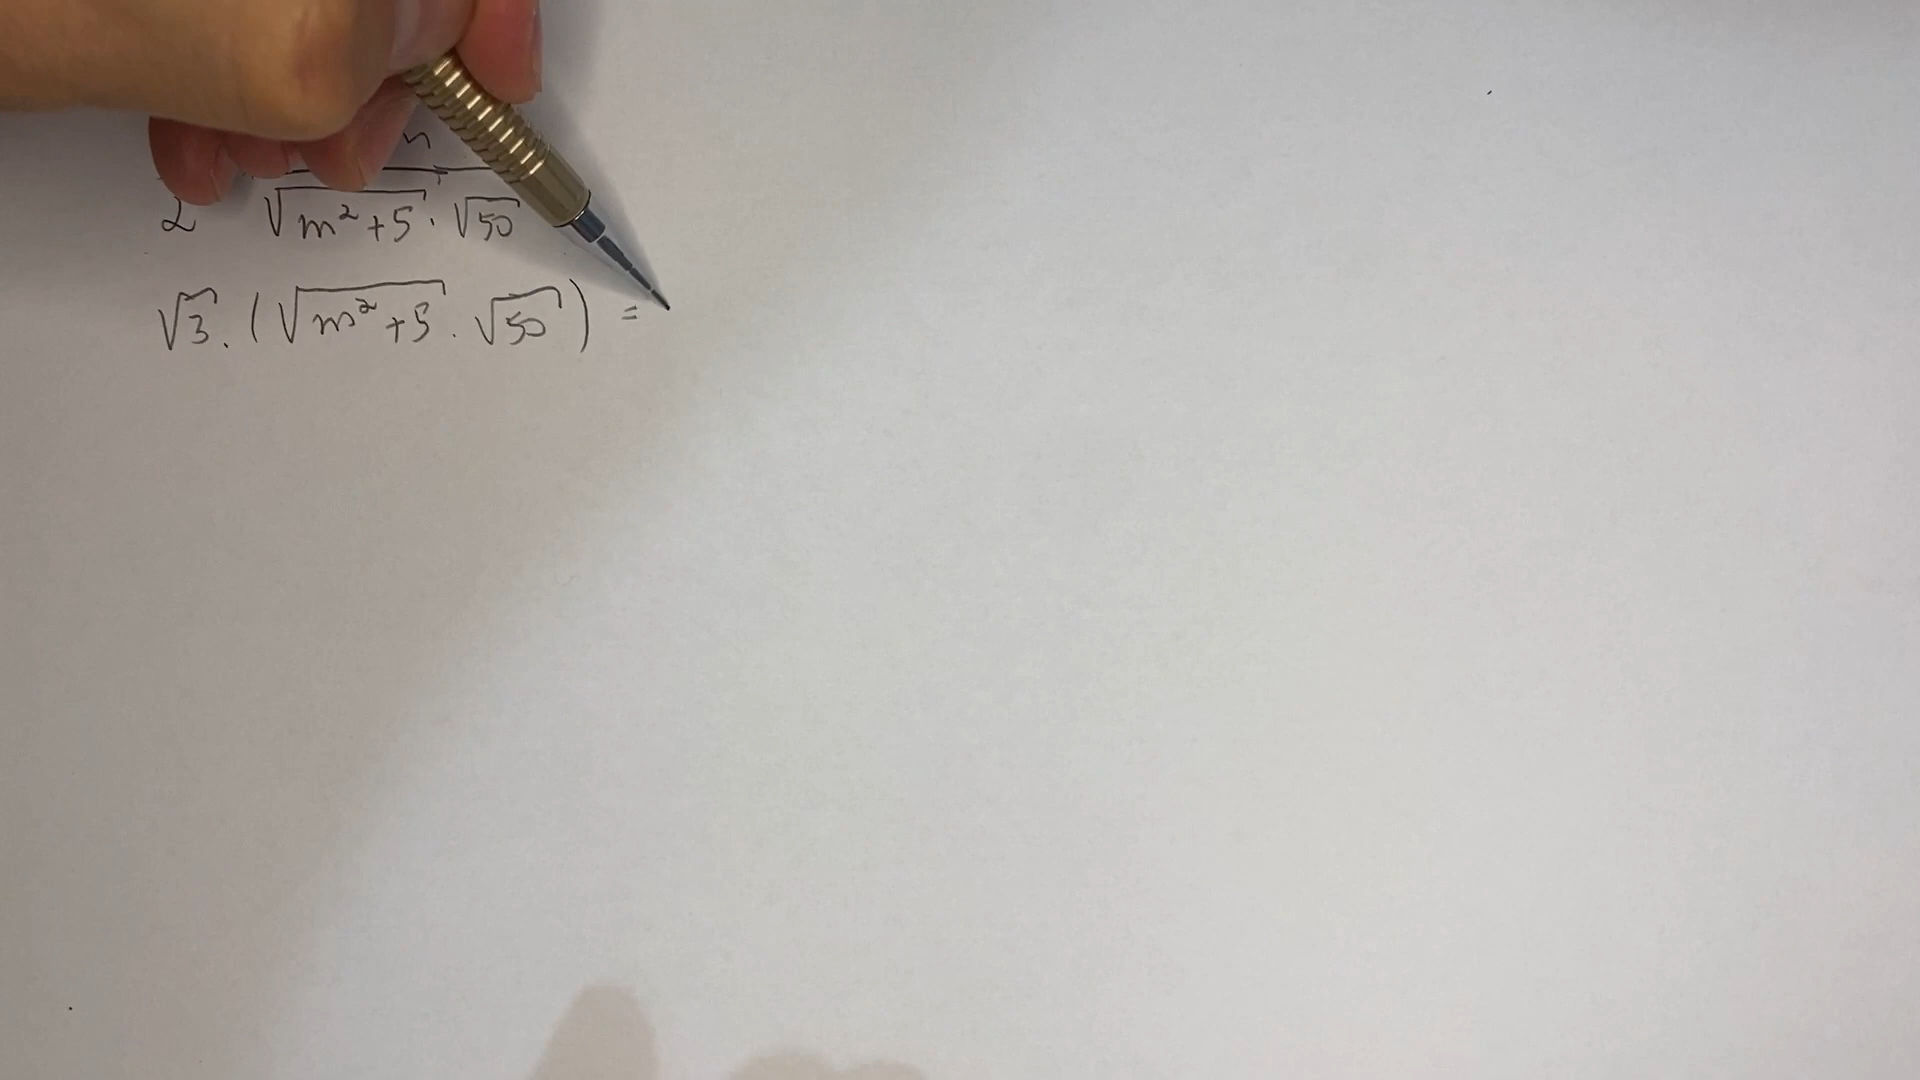 2 √(m²+5) · √50
√3 . (√(m²+5) . √50) =